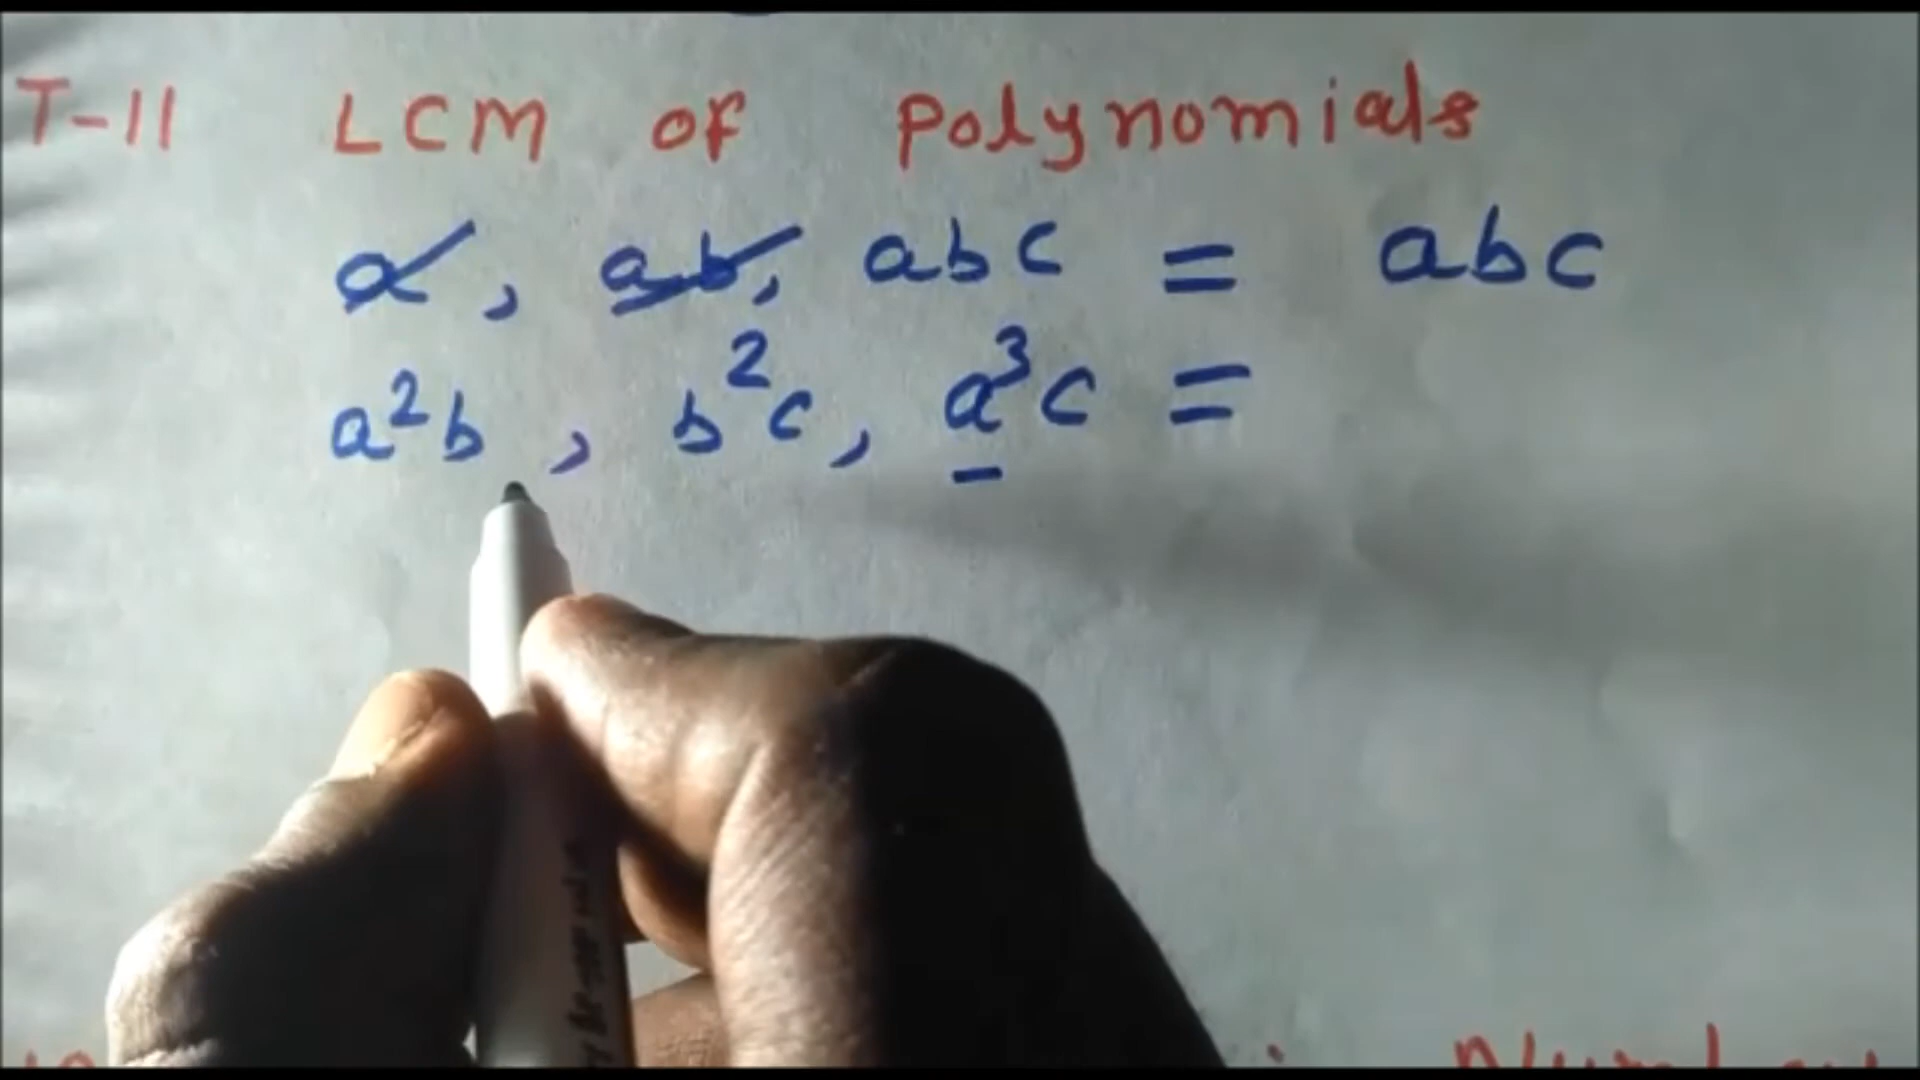 T-11 LCM of Polynomials
a, ab, abc = abc
a²b, b²c, a³c =